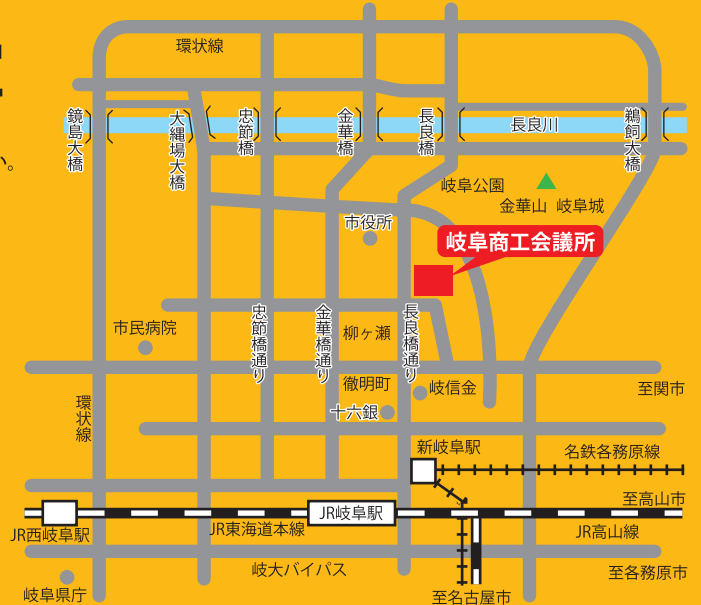 環状線
鏡島大橋
大縄場大橋
忠節橋
金華橋
長良橋
長良川
鵜飼大橋
い。
岐阜公園
金華山 岐阜城
市役所
岐阜商工会議所
忠節橋通り
金華橋通り
長良橋通り
市民病院
柳ヶ瀬
徹明町
岐信金
至関市
環状線
十六銀
新岐阜駅
名鉄各務原線
至高山市
JR岐阜駅
JR西岐阜駅
JR東海道本線
JR高山線
岐大バイパス
至各務原市
岐阜県庁
至名古屋市